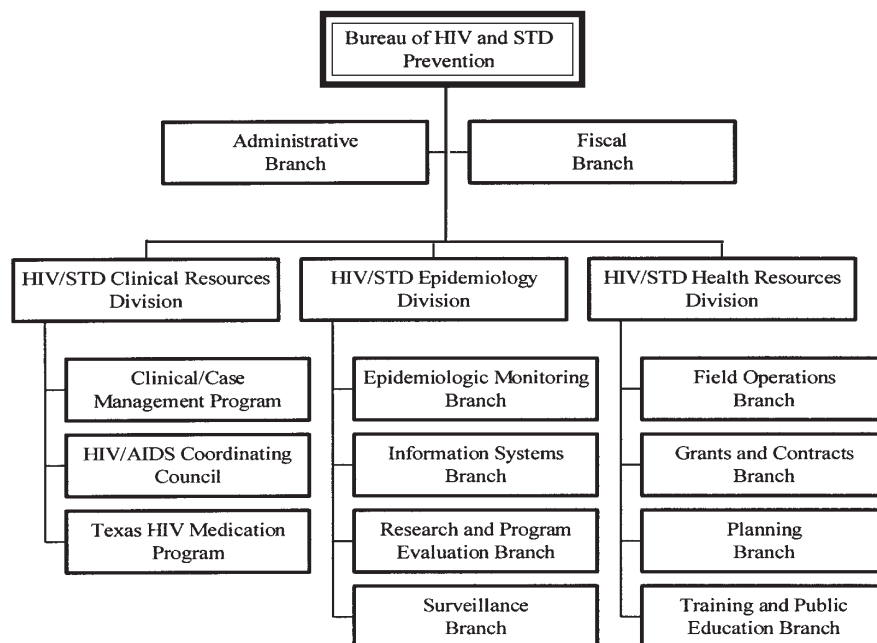 Bureau of HIV and STD
Prevention
Administrative
Branch
Fiscal
Branch
HIV/STD Clinical Resources
Division
HIV/STD Epidemiology
Division
HIV/STD Health Resources
Division
Clinical/Case
Management Program
HIV/AIDS Coordinating
Council
Texas HIV Medication
Program
Epidemiologic Monitoring
Branch
Information Systems
Branch
Research and Program
Evaluation Branch
Surveillance
Branch
Field Operations
Branch
Grants and Contracts
Branch
Planning
Branch
Training and Public
Education Branch